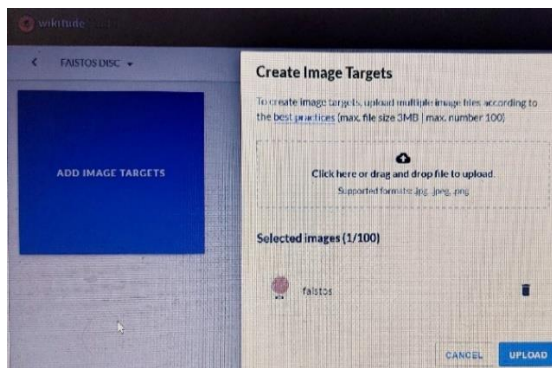 wikitude
FAISTOS DISC
Create Image Targets
To create image targets, upload multiple image files according to
the best practices (max. file size 3MB | max. number 100)
ADD IMAGE TARGETS
Click here or drag and drop file to upload.
Supported formats: .jpg, .jpeg, .png
Selected images (1/100)
faistos
CANCEL
UPLOAD